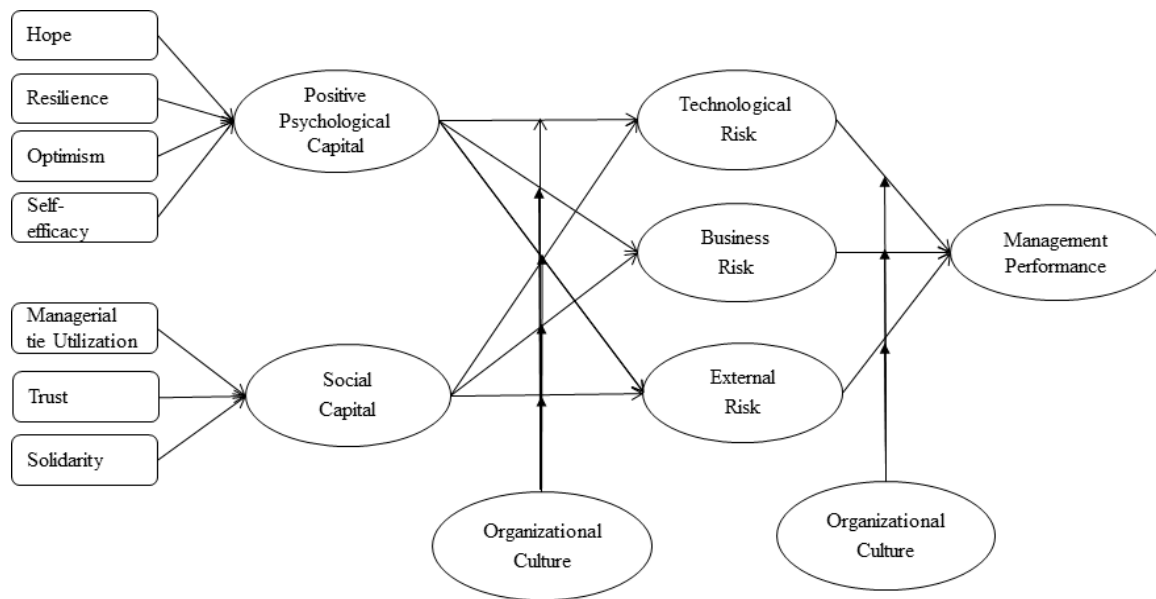 Hope
Resilience
Optimism
Self-
efficacy
Managerial
tie Utilization
Trust
Solidarity
Positive
Psychological
Capital
Social
Capital
Technological
Risk
Business
Risk
External
Risk
Management
Performance
Organizational
Culture
Organizational
Culture